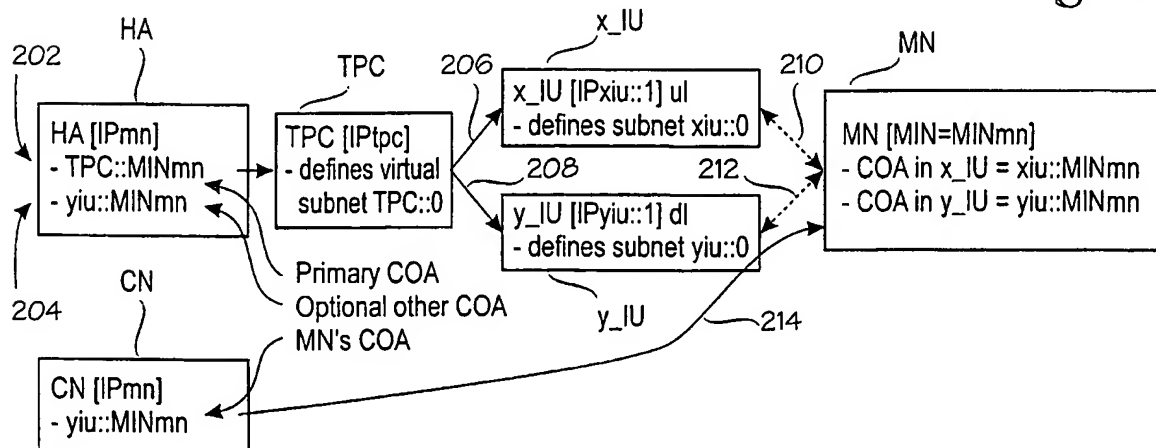 HA
202
HA [IPmn]
- TPC::MINmn
- yiu::MINmn
204
TPC
TPC [IPtpc]
- defines virtual
subnet TPC::0
206
208
x_IU
x_IU [IPxiu::1] ul
- defines subnet xiu::0
210
212
y_IU [IPyiu::1] dl
- defines subnet yiu::0
y_IU
MN
MN [MIN=MINmn]
- COA in x_IU = xiu::MINmn
- COA in y_IU = yiu::MINmn
214
Primary COA
Optional other COA
MN's COA
CN
CN [IPmn]
- yiu::MINmn